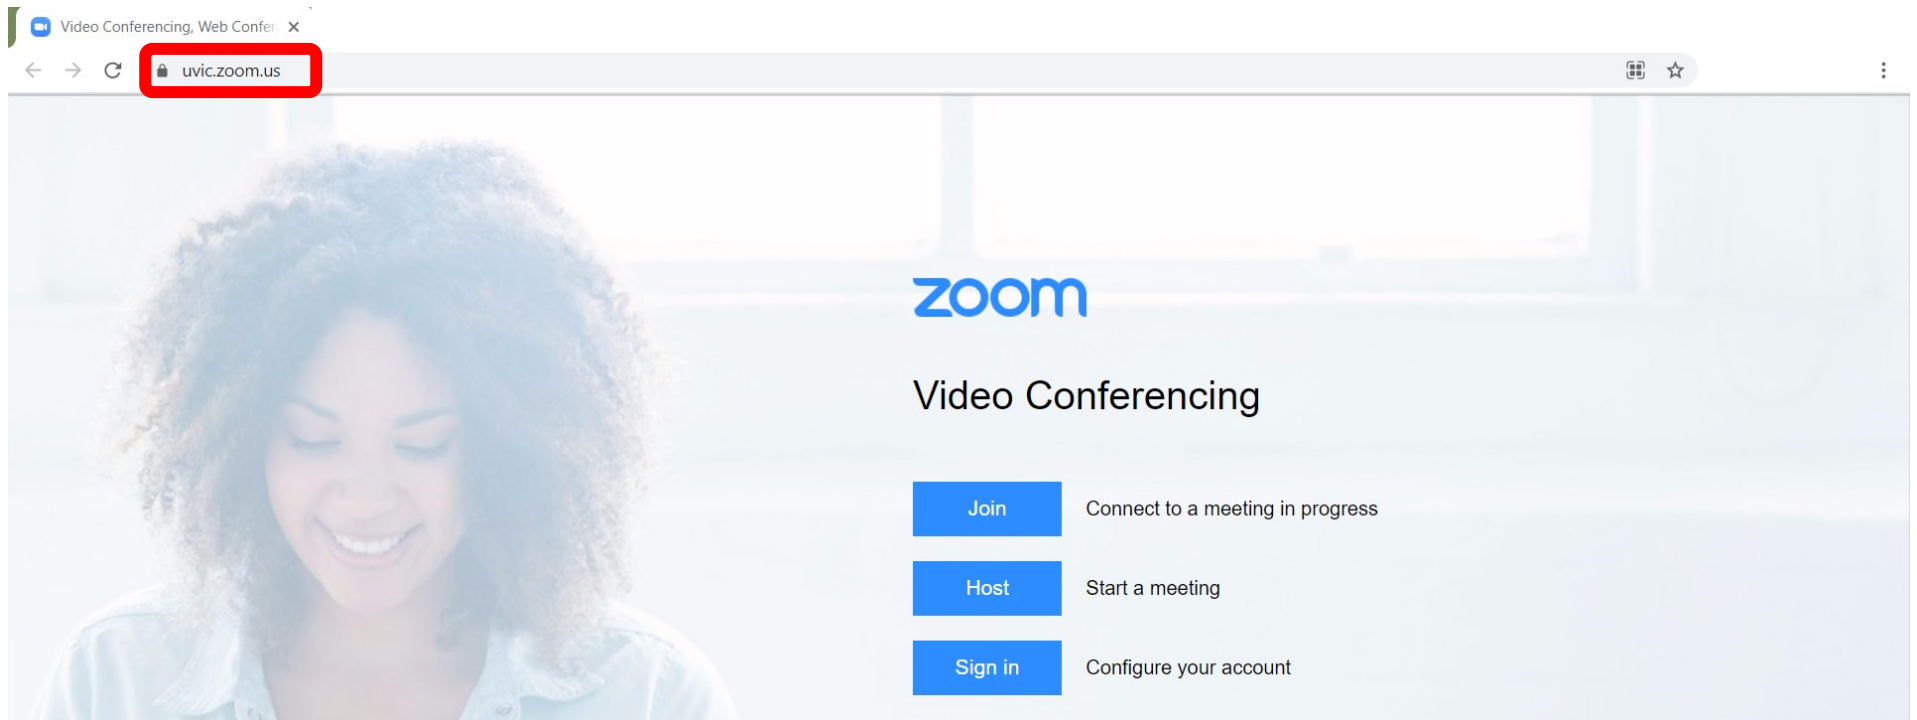 Video Conferencing, Web Confer
uvic.zoom.us
zoom
Video Conferencing
Join Connect to a meeting in progress
Host Start a meeting
Sign in Configure your account